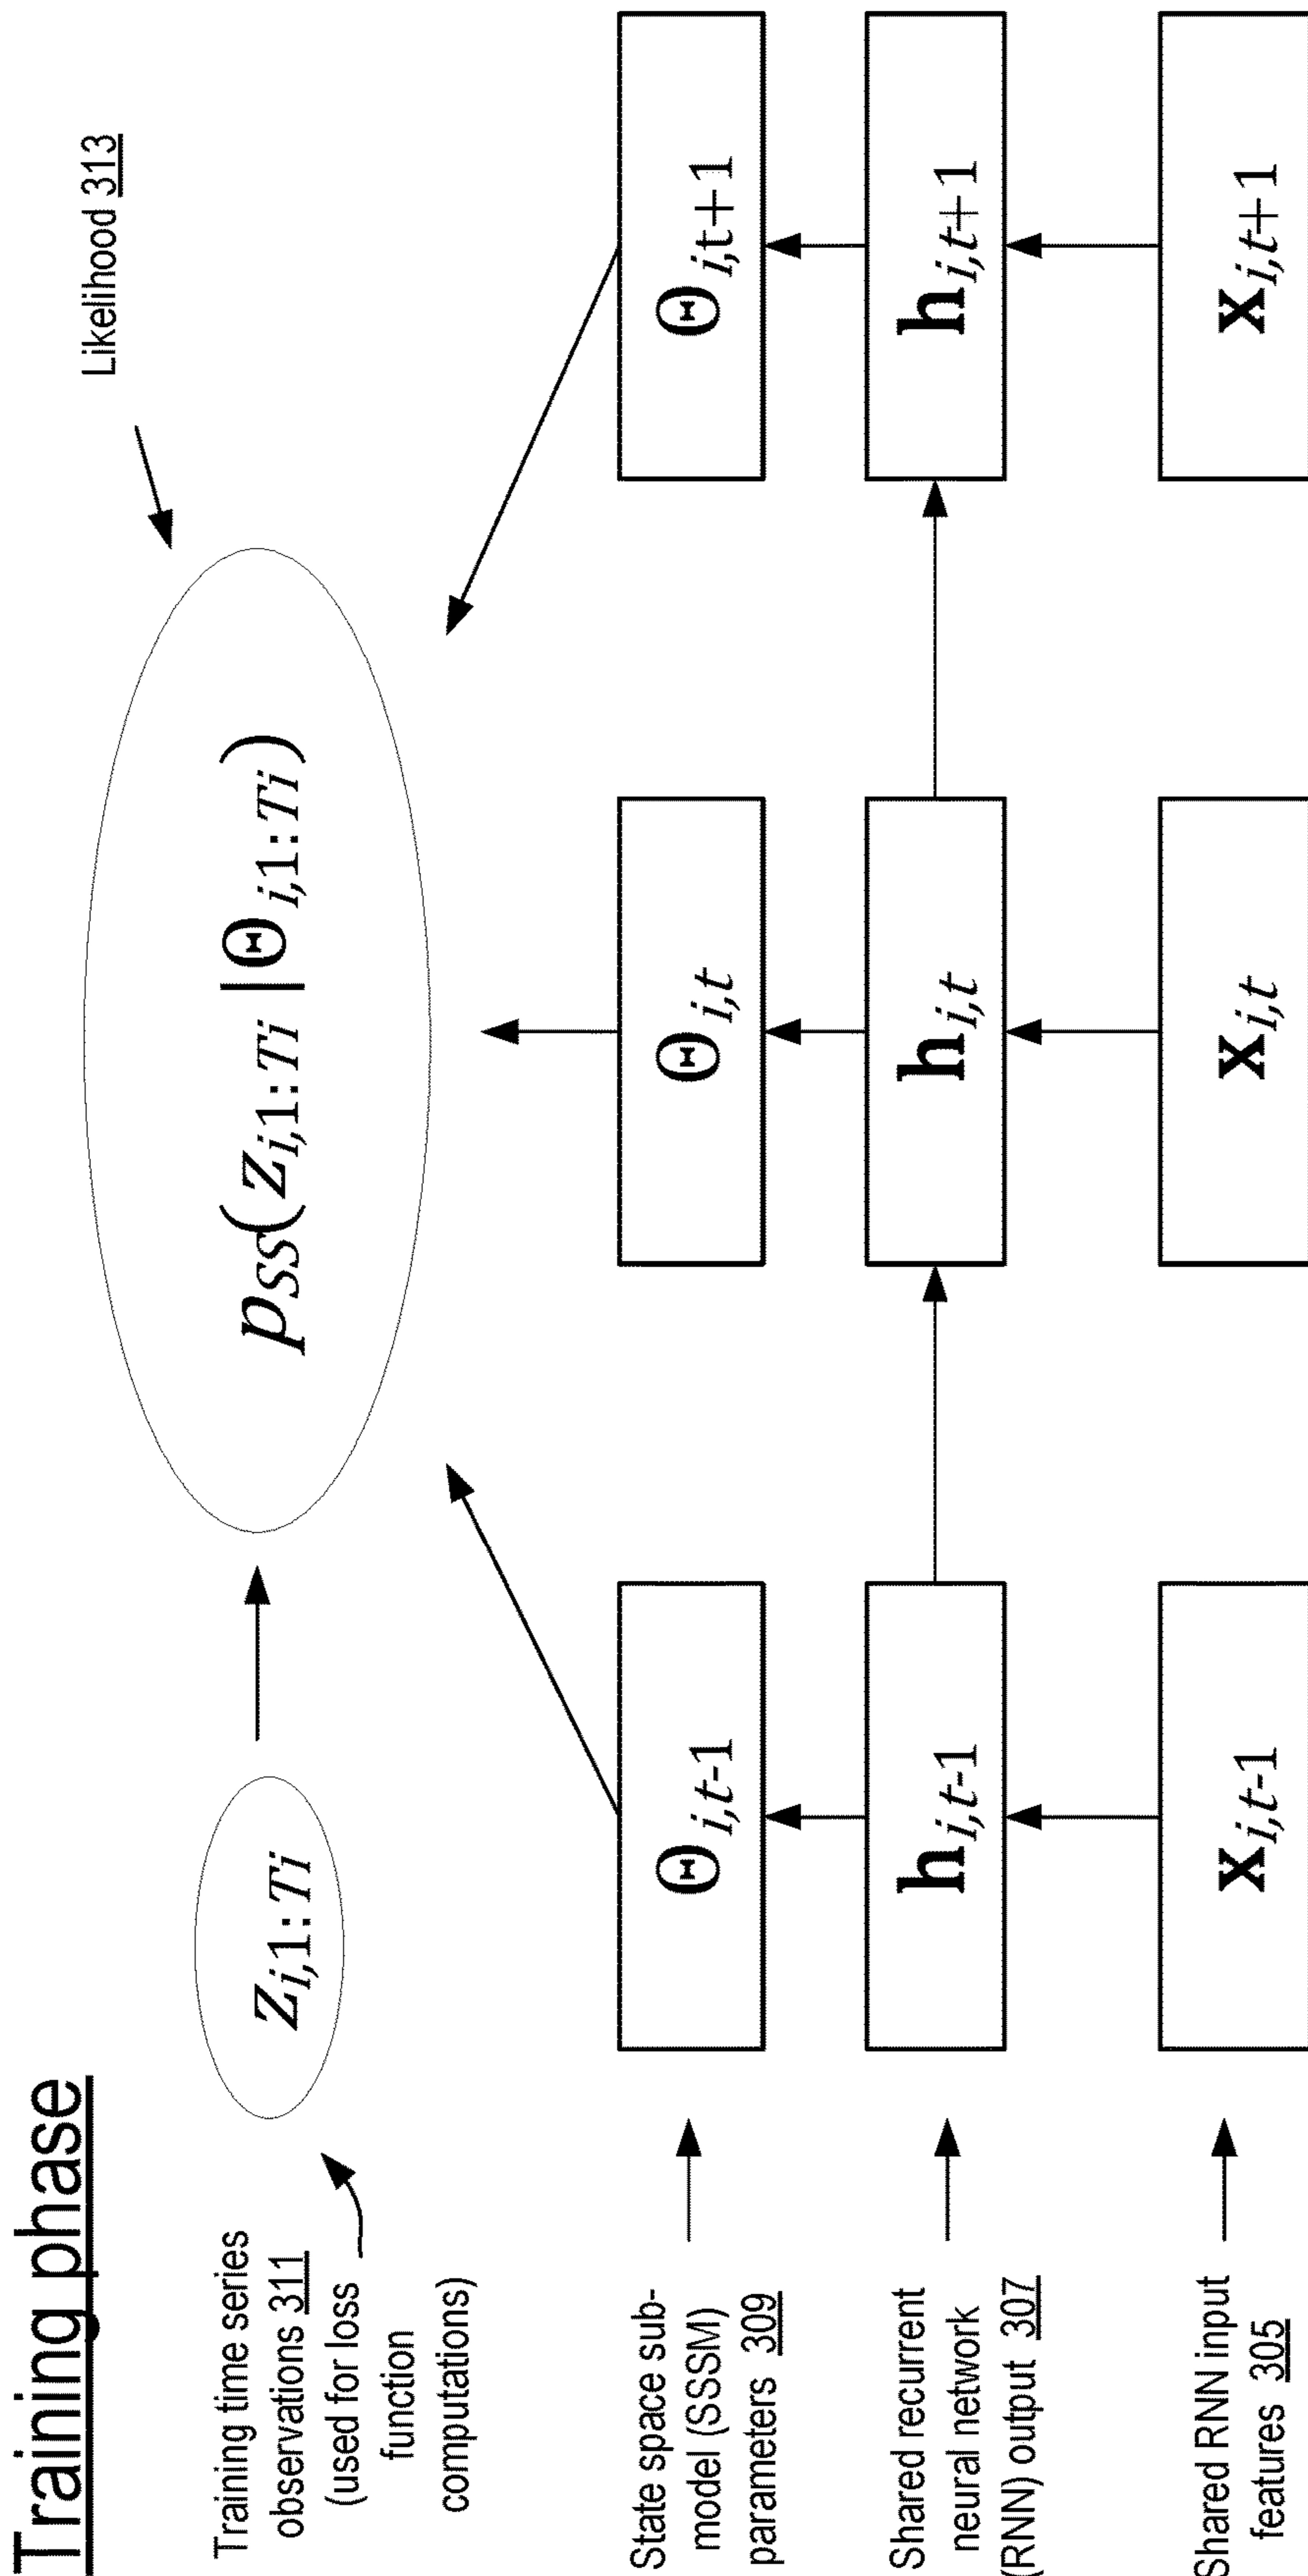 Training phase
Likelihood 313
Training time series
observations 311
(used for loss
function
computations)
z_{i,1:Ti}
p_{SS}(z_{i,1:Ti} | Θ_{i,1:Ti})
State space sub-
model (SSSM)
parameters 309
Θ_{i,t-1}
Θ_{i,t}
Θ_{i,t+1}
Shared recurrent
neural network
(RNN) output 307
h_{i,t-1}
h_{i,t}
h_{i,t+1}
Shared RNN input
features 305
x_{i,t-1}
x_{i,t}
x_{i,t+1}